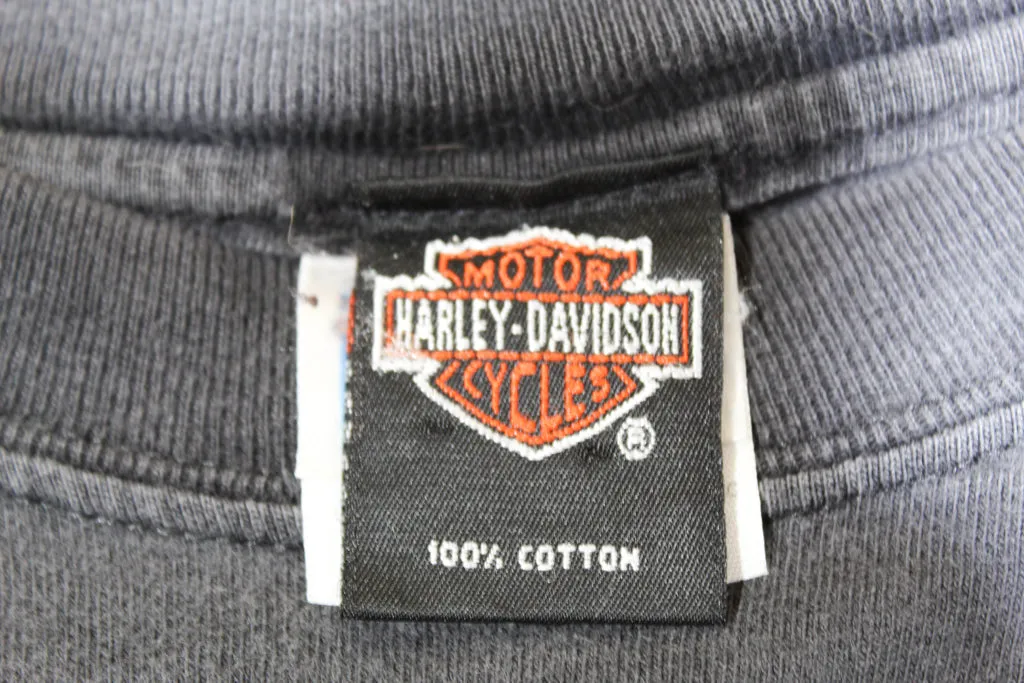 MOTOR
HARLEY-DAVIDSON
CYCLES
®
100% COTTON